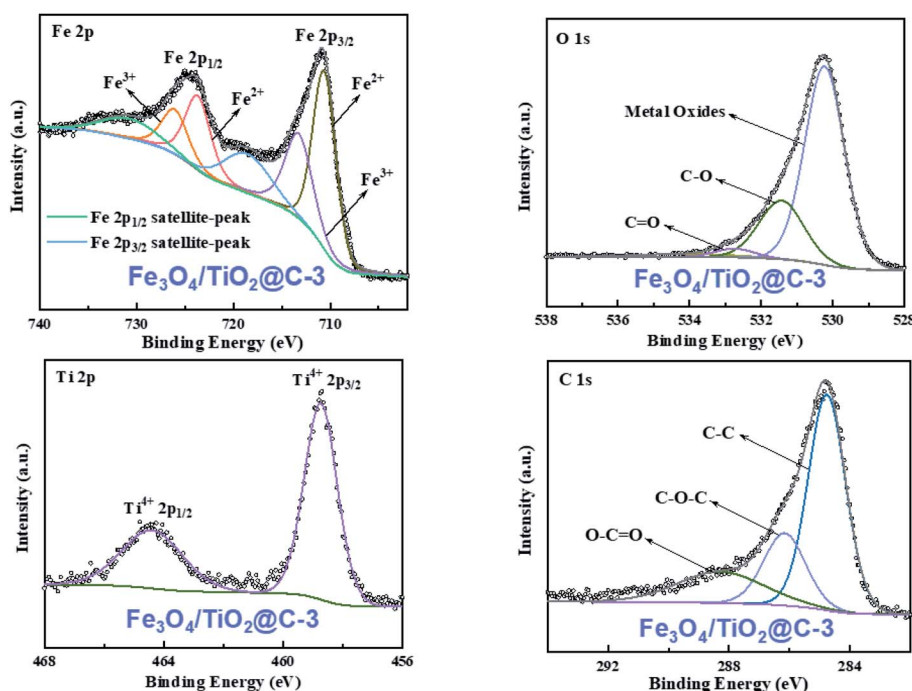 Fe 2p
Fe 2p3/2
Fe 2p1/2
Fe3+
Fe2+
Fe2+
Fe3+
Fe 2p1/2 satellite-peak
Fe 2p3/2 satellite-peak
Fe3O4/TiO2@C-3
Intensity (a.u.)
740
730
720
710
Binding Energy (eV)
O 1s
Metal Oxides
C-O
C=O
Fe3O4/TiO2@C-3
Intensity (a.u.)
538
536
534
532
530
528
Binding Energy (eV)
Ti 2p
Ti4+ 2p3/2
Ti4+ 2p1/2
Fe3O4/TiO2@C-3
Intensity (a.u.)
468
464
460
456
Binding Energy (eV)
C 1s
C-C
C-O-C
O-C=O
Fe3O4/TiO2@C-3
Intensity (a.u.)
292
288
284
Binding Energy (eV)